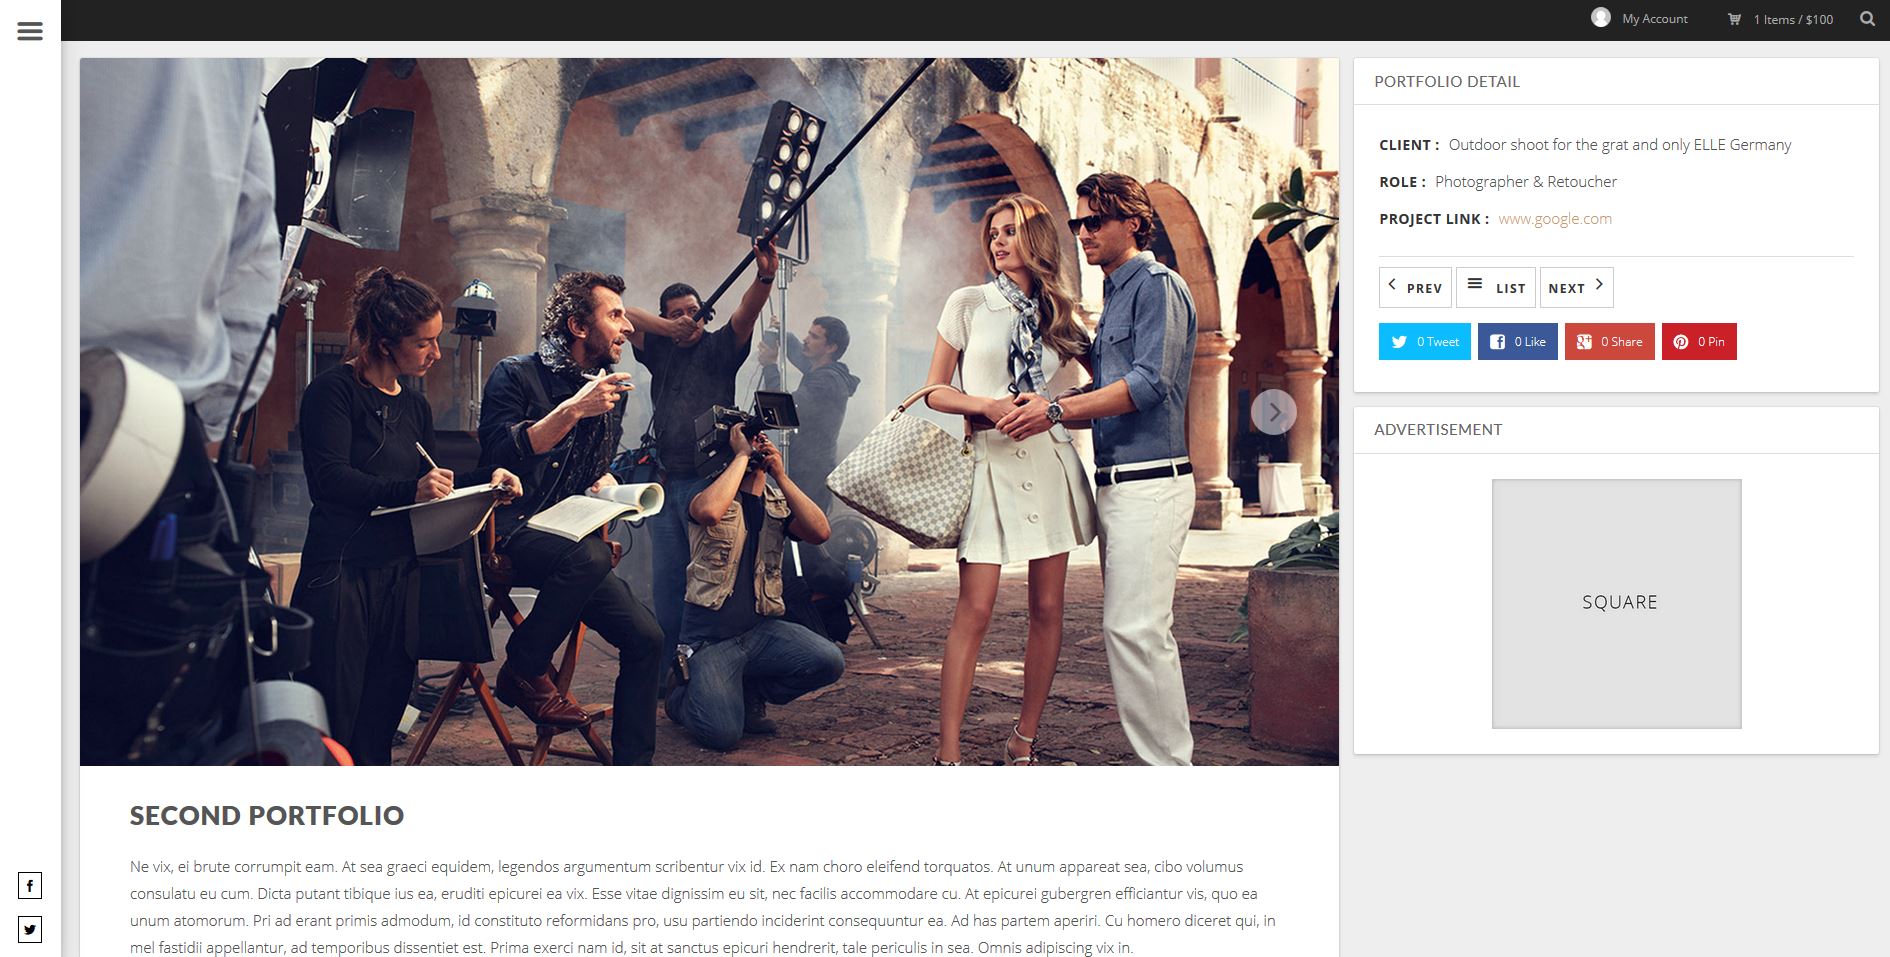 My Account
1 Items / $100
PORTFOLIO DETAIL
CLIENT : Outdoor shoot for the grat and only ELLE Germany
ROLE : Photographer & Retoucher
PROJECT LINK : www.google.com
PREV
LIST
NEXT
0 Tweet
0 Like
0 Share
0 Pin
ADVERTISEMENT
SQUARE
SECOND PORTFOLIO
Ne vix, ei brute corrumpit eam. At sea graeci equidem, legendos argumentum scribentur vix id. Ex nam choro eleifend torquatos. At unum appareat sea, cibo volumus
consulatu eu cum. Dicta putant tibique ius ea, eruditi epicurei ea vix. Esse vitae dignissim eu sit, nec facilis accommodare cu. At epicurei gubergren efficiantur vis, quo ea
unum atomorum. Pri ad erant primis admodum, id constituto reformidans pro, usu partiendo inciderint consequuntur ea. Ad has partem aperiri. Cu homero diceret qui, in
mel fastidii appellantur, ad temporibus dissentiet est. Prima exerci nam id, sit at sanctus epicuri hendrerit, tale periculis in sea. Omnis adipiscing vix in.